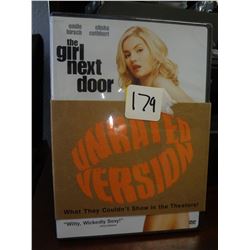 emile hirsch elisha cuthbert
the girl next door
179
UNRATED
VERSION
What They Couldn't Show In The Theaters!
"Witty, Wickedly Sexy!"